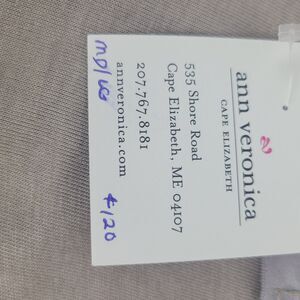 ann veronica
CAPE ELIZABETH
535 Shore Road
Cape Elizabeth, ME 04107
207.767.8181
annveronica.com
$120